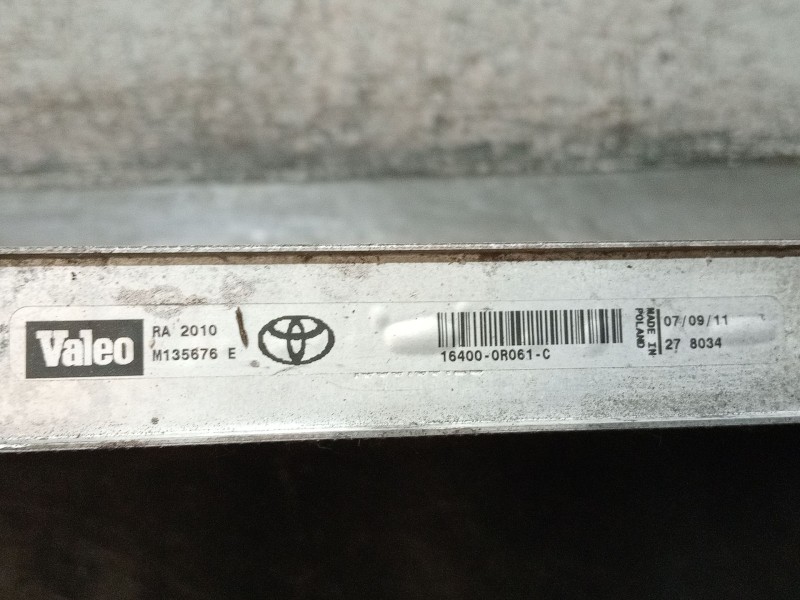 Valeo
RA 2010
M135676 E
16400-0R061-C
MADE IN
POLAND
07/09/11
27 8034